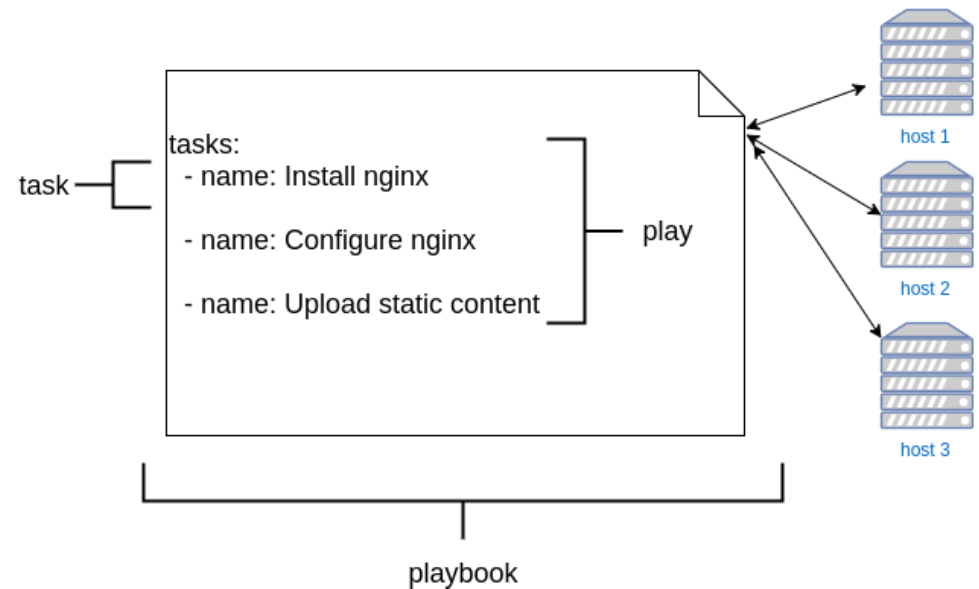 tasks:
task
- name: Install nginx
- name: Configure nginx
- name: Upload static content
play
playbook
host 1
host 2
host 3